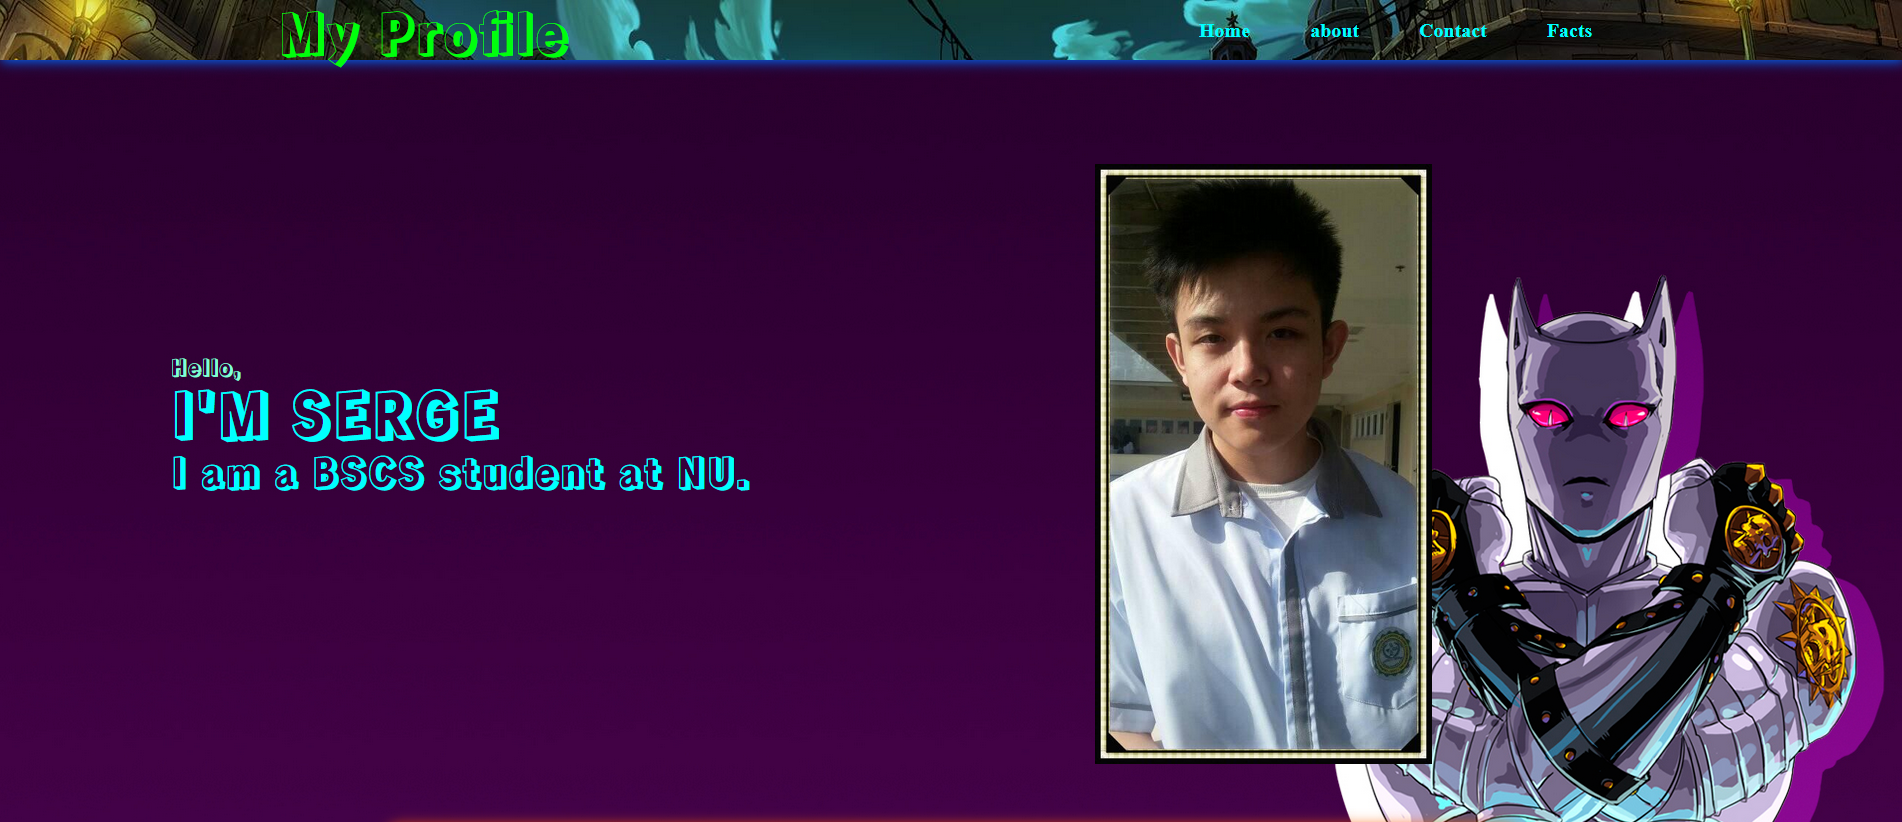 My Profile
Home about Contact Facts
Hello,
I'M SERGE
I am a BSCS student at NU.